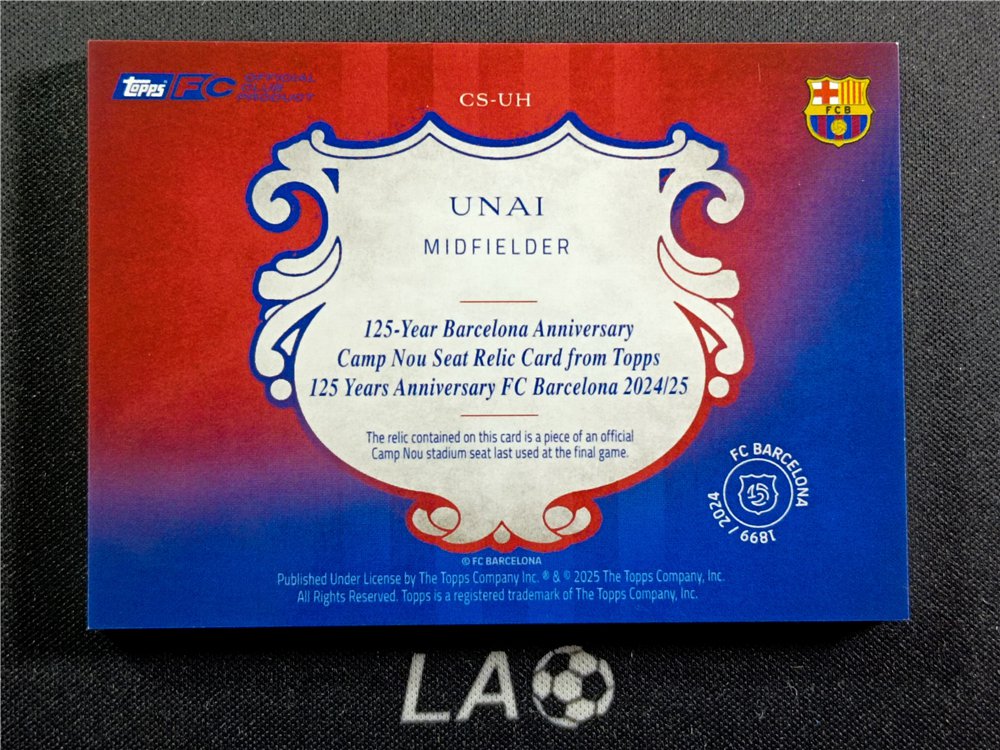 topps FC OFFICIAL CLUB PRODUCT
CS-UH
FCB
UNAI
MIDFIELDER
125-Year Barcelona Anniversary
Camp Nou Seat Relic Card from Topps
125 Years Anniversary FC Barcelona 2024/25
The relic contained on this card is a piece of an official
Camp Nou stadium seat last used at the final game.
FC BARCELONA
125
1899 / 2024
© FC BARCELONA
Published Under License by The Topps Company Inc. ® & © 2025 The Topps Company, Inc.
All Rights Reserved. Topps is a registered trademark of The Topps Company, Inc.
LA